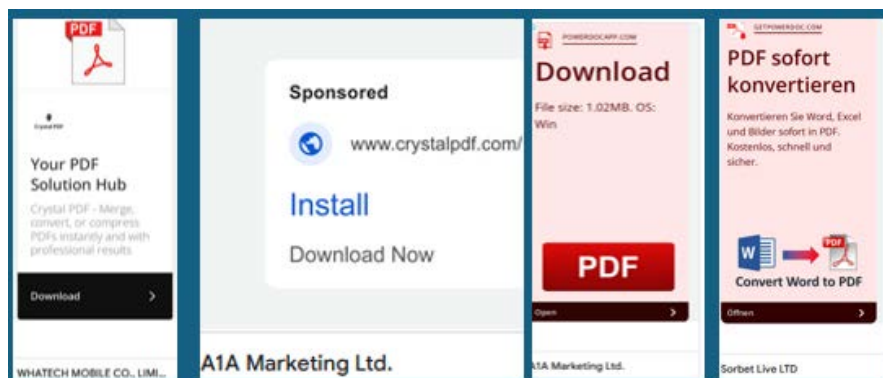 PDF
Crystal PDF
Your PDF
Solution Hub
Crystal PDF - Merge,
convert, or compress
PDFs instantly and with
professional results
Download
WHATECH MOBILE CO., LIMI...
Sponsored
www.crystalpdf.com/
Install
Download Now
A1A Marketing Ltd.
POWERDOCAPP.COM
Download
File size: 1.02MB. OS:
Win
PDF
Open
A1A Marketing Ltd.
GETPOWERDOC.COM
PDF sofort
konvertieren
Konvertieren Sie Word, Excel
und Bilder sofort in PDF.
Kostenlos, schnell und
sicher.
W
PDF
Convert Word to PDF
Öffnen
Sorbet Live LTD